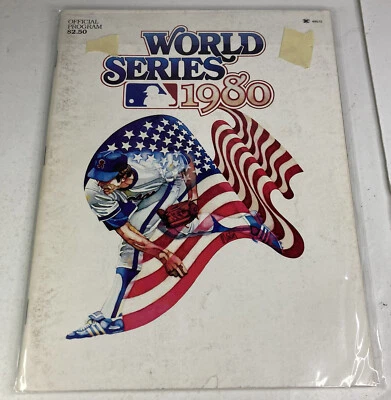 OFFICIAL
PROGRAM
$2.50
WORLD
SERIES
1980